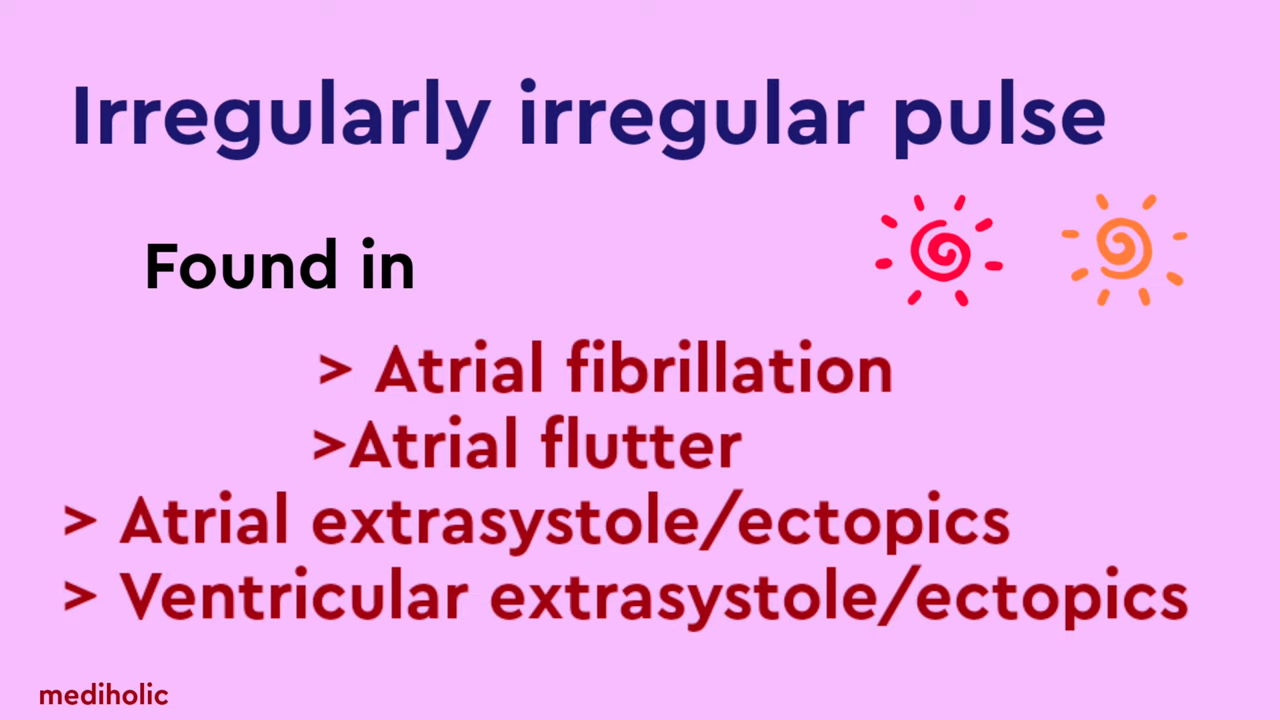 Irregularly irregular pulse
Found in
> Atrial fibrillation
>Atrial flutter
> Atrial extrasystole/ectopics
> Ventricular extrasystole/ectopics
mediholic